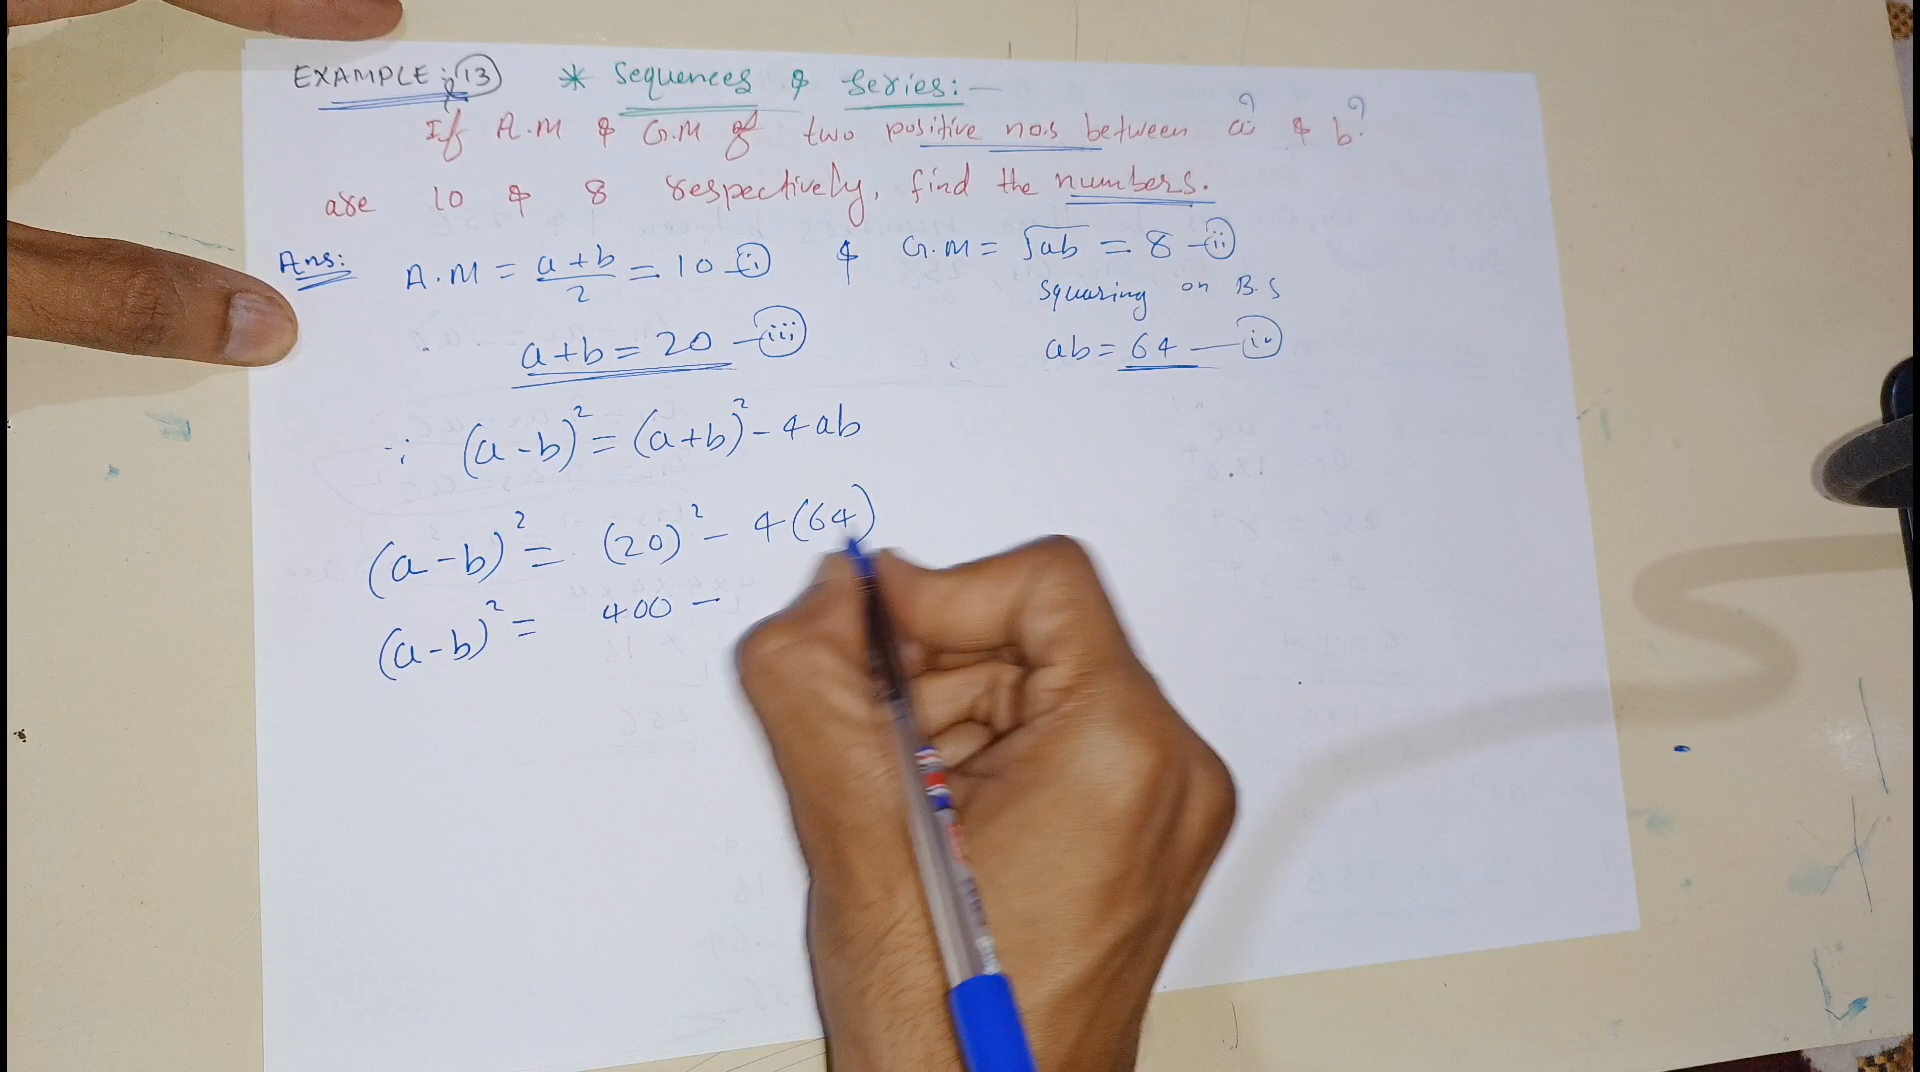 EXAMPLE: 13 * Sequences & Series:-
If A.M & G.M of two positive nos between a? & b?
are 10 & 8 respectively, find the numbers.
Ans: A.M = a+b/2 = 10 -(i) & G.M = √ab = 8 -(ii)
squaring on B.S
a+b = 20 -(iii) ab = 64 -(iv)
∵ (a-b)² = (a+b)² - 4ab
(a-b)² = (20)² - 4(64)
(a-b)² = 400 -